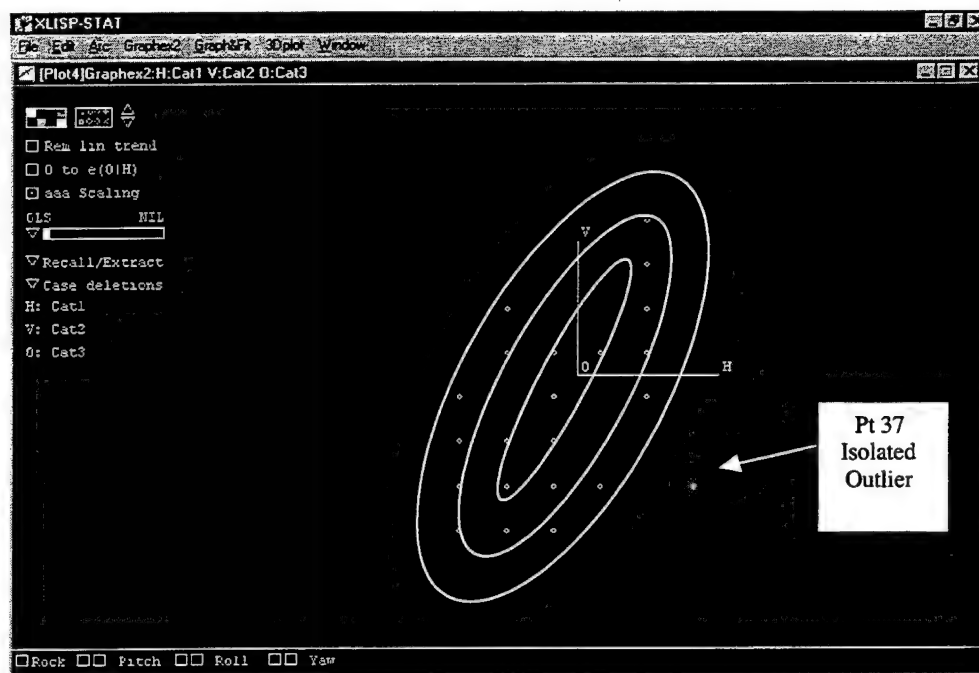 XLISP-STAT
File Edit Arc Graphex2 Graph&Fit 3Dplot Window
[Plot4]Graphex2:H:Cat1 V:Cat2 O:Cat3
Rem lin trend
O to e(O|H)
aaa Scaling
OLS NIL
Recall/Extract
Case deletions
H: Cat1
V: Cat2
O: Cat3
V
O
H
Pt 37
Isolated
Outlier
Rock Pitch Roll Yaw